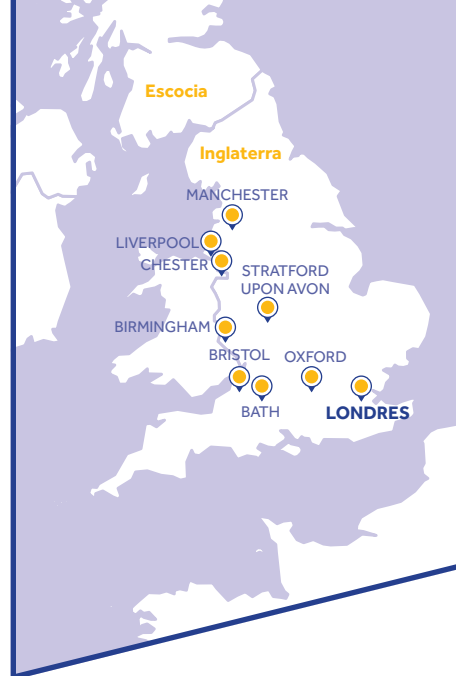 Escocia
Inglaterra
MANCHESTER
LIVERPOOL
CHESTER
STRATFORD
UPON AVON
BIRMINGHAM
BRISTOL
OXFORD
BATH
LONDRES